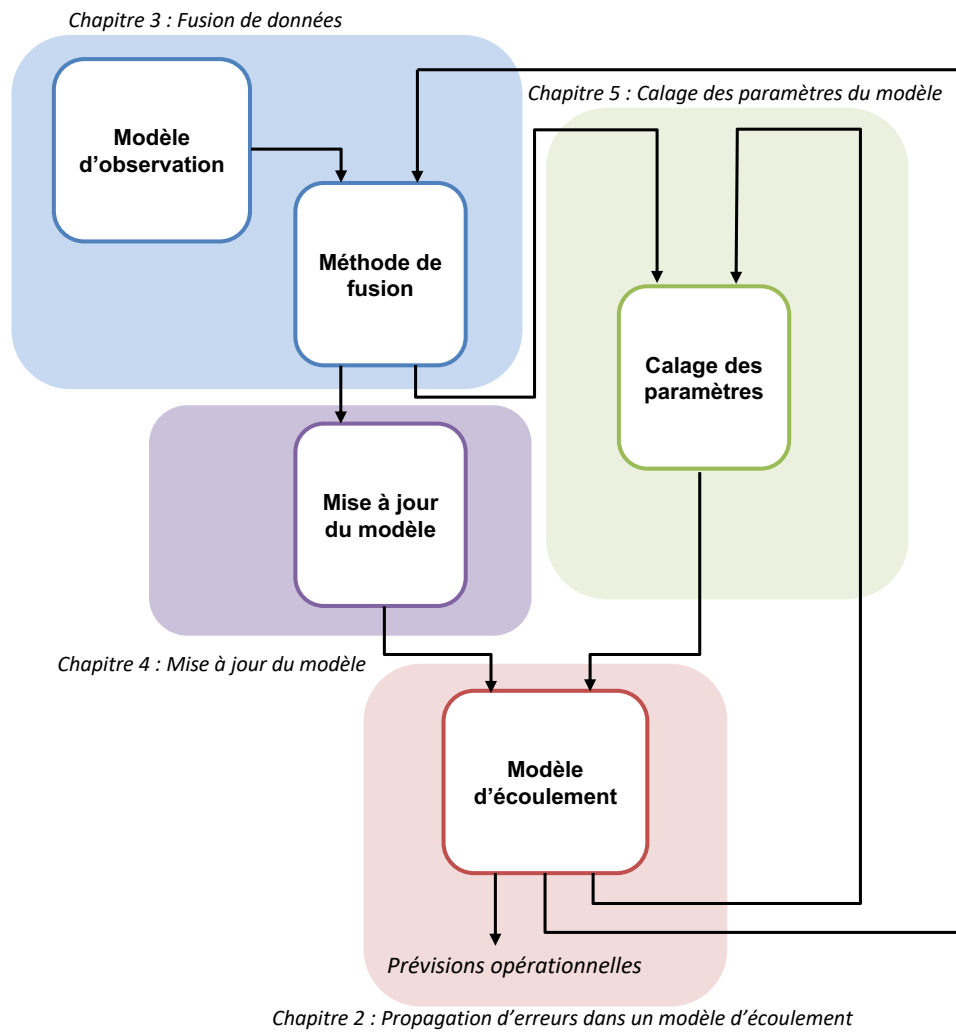 Chapitre 3 : Fusion de données
Chapitre 5 : Calage des paramètres du modèle
Modèle
d’observation
Méthode de
fusion
Calage des
paramètres
Mise à jour
du modèle
Chapitre 4 : Mise à jour du modèle
Modèle
d’écoulement
Prévisions opérationnelles
Chapitre 2 : Propagation d’erreurs dans un modèle d’écoulement